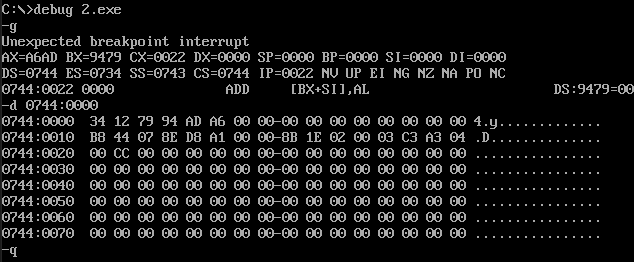 C:\>debug 2.exe
-g
Unexpected breakpoint interrupt
AX=A6AD BX=9479 CX=0022 DX=0000 SP=0000 BP=0000 SI=0000 DI=0000
DS=0744 ES=0734 SS=0743 CS=0744 IP=0022 NV UP EI NG NZ NA PO NC
0744:0022 0000 ADD [BX+SI],AL DS:9479=00
-d 0744:0000
0744:0000 34 12 79 94 AD A6 00 00-00 00 00 00 00 00 00 00 4.y.............
0744:0010 B8 44 07 8E D8 A1 00 00-8B 1E 02 00 03 C3 A3 04 .D..............
0744:0020 00 CC 00 00 00 00 00 00-00 00 00 00 00 00 00 00 ................
0744:0030 00 00 00 00 00 00 00 00-00 00 00 00 00 00 00 00 ................
0744:0040 00 00 00 00 00 00 00 00-00 00 00 00 00 00 00 00 ................
0744:0050 00 00 00 00 00 00 00 00-00 00 00 00 00 00 00 00 ................
0744:0060 00 00 00 00 00 00 00 00-00 00 00 00 00 00 00 00 ................
0744:0070 00 00 00 00 00 00 00 00-00 00 00 00 00 00 00 00 ................
-q